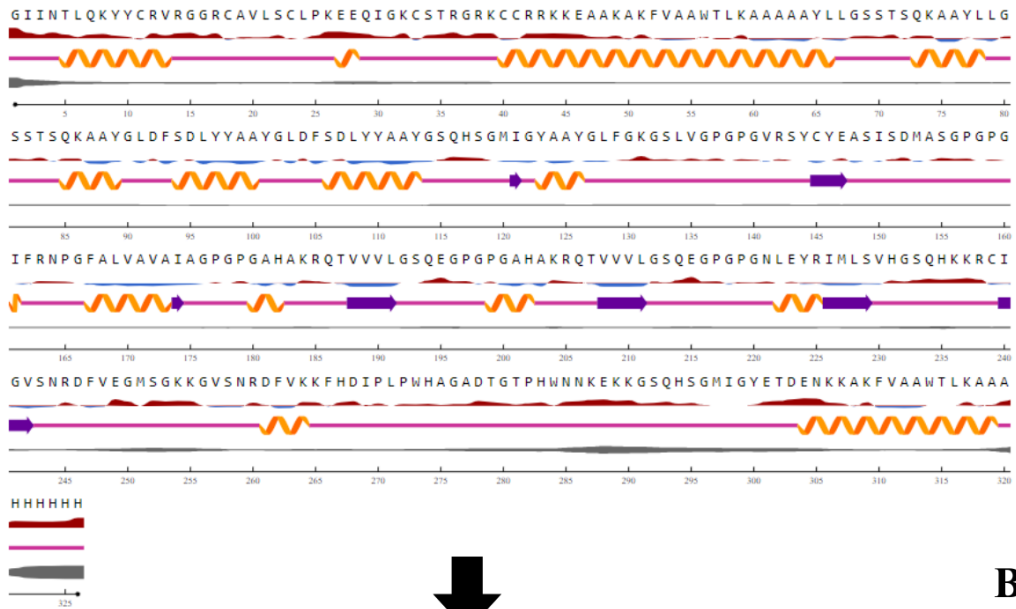 GIINTLQKYYCRVRGGRCAVLSCLPKEEQIGKCSTRGRKCCRRKKEAAKAKFVAAWTLKAAAAAYLLGSSTSQKAAYLLG
5 10 15 20 25 30 35 40 45 50 55 60 65 70 75 80
SSTSQKAAYGLDFSDLYYAAYGLDFSDLYYAAYGSQHSGMIGYAAYGLFGKGSLVGPGPGVRSYCYEASISDMASGPGPG
85 90 95 100 105 110 115 120 125 130 135 140 145 150 155 160
IFRNPGFALVAVAIAGPGPGAHAKRQTVVVLGSQEGPGPGAHAKRQTVVVLGSQEGPGPGNLEYRIMLSVHGSQHKKRCI
165 170 175 180 185 190 195 200 205 210 215 220 225 230 235 240
GVSNRDFVEGMSGKKGVSNRDFVKKFHDIPLPWHAGADTGTPHWNNKEKKGSQHSGMIGYETDENKKAKFVAAWTLKAAA
245 250 255 260 265 270 275 280 285 290 295 300 305 310 315 320
HHHHHH
325
B